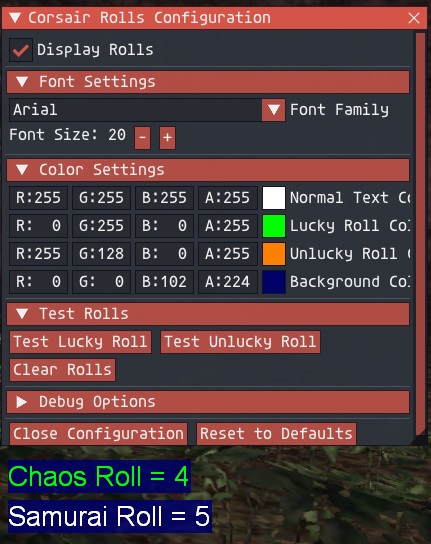 Corsair Rolls Configuration
Display Rolls
Font Settings
Arial Font Family
Font Size: 20 - +
Color Settings
R:255 G:255 B:255 A:255 Normal Text Co
R: 0 G:255 B: 0 A:255 Lucky Roll Col
R:255 G:128 B: 0 A:255 Unlucky Roll C
R: 0 G: 0 B:102 A:224 Background Col
Test Rolls
Test Lucky Roll Test Unlucky Roll
Clear Rolls
Debug Options
Close Configuration Reset to Defaults
Chaos Roll = 4
Samurai Roll = 5